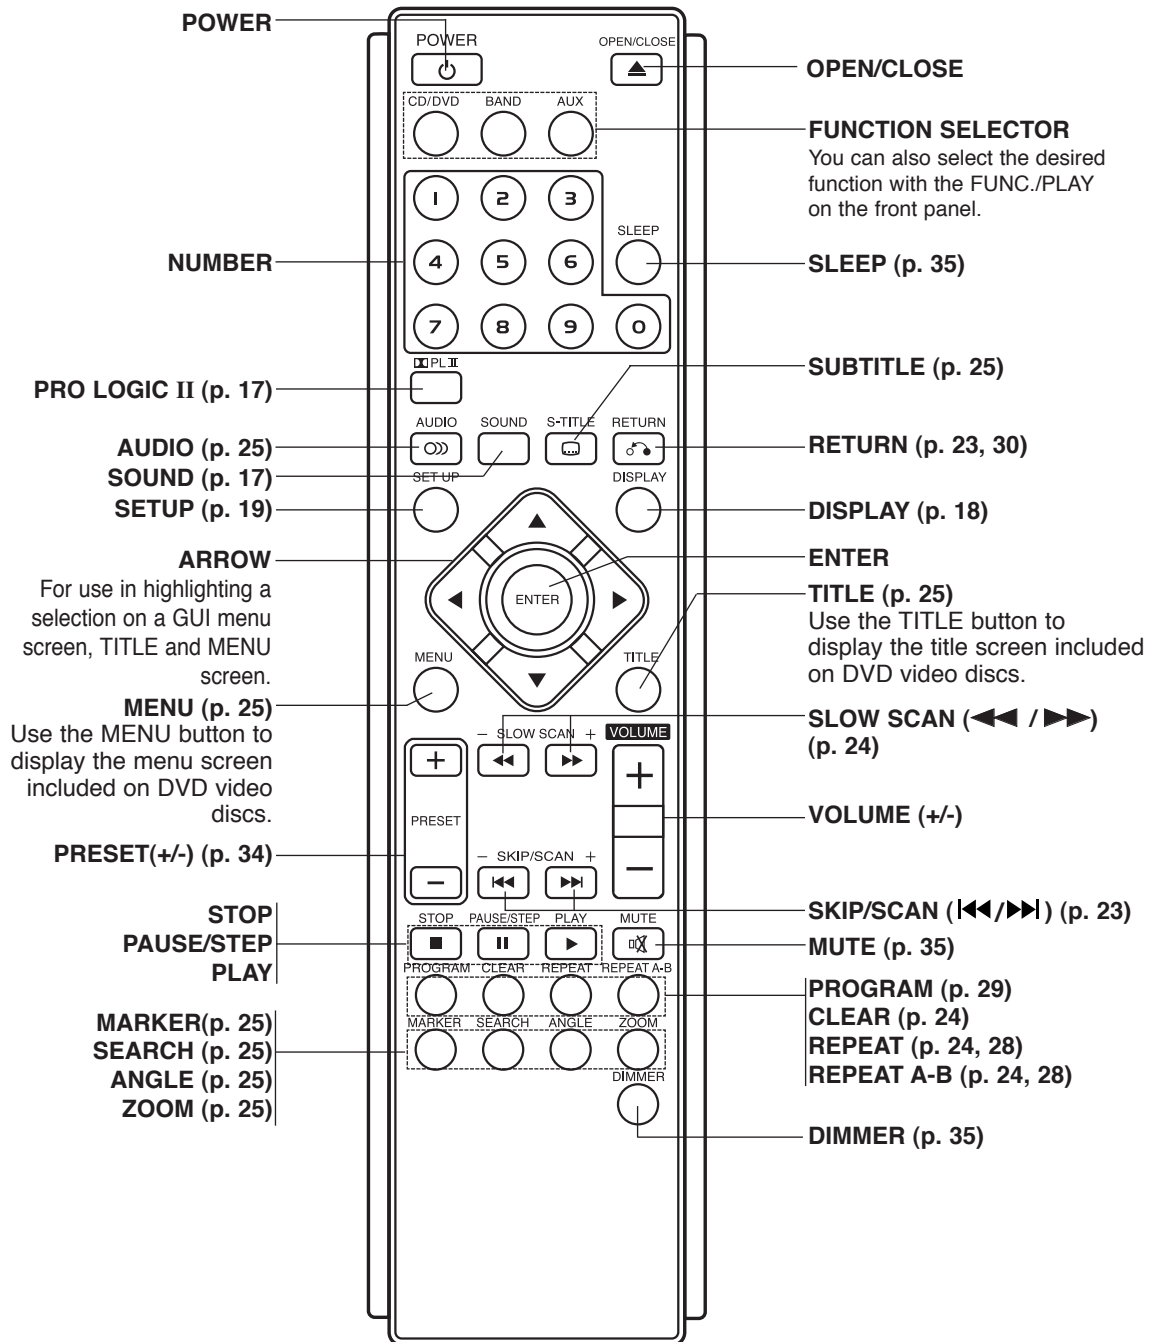 POWER
OPEN/CLOSE
FUNCTION SELECTOR
You can also select the desired
function with the FUNC./PLAY
on the front panel.
NUMBER
SLEEP (p. 35)
SUBTITLE (p. 25)
PRO LOGIC II (p. 17)
AUDIO (p. 25)
RETURN (p. 23, 30)
SOUND (p. 17)
SETUP (p. 19)
DISPLAY (p. 18)
ARROW
For use in highlighting a
selection on a GUI menu
screen, TITLE and MENU
screen.
ENTER
TITLE (p. 25)
Use the TITLE button to
display the title screen included
on DVD video discs.
MENU (p. 25)
Use the MENU button to
display the menu screen
included on DVD video
discs.
SLOW SCAN (◀◀ / ▶▶)
(p. 24)
VOLUME (+/-)
PRESET(+/-) (p. 34)
STOP
PAUSE/STEP
PLAY
SKIP/SCAN (|◀◀/▶▶|) (p. 23)
MUTE (p. 35)
PROGRAM (p. 29)
CLEAR (p. 24)
REPEAT (p. 24, 28)
REPEAT A-B (p. 24, 28)
MARKER(p. 25)
SEARCH (p. 25)
ANGLE (p. 25)
ZOOM (p. 25)
DIMMER (p. 35)
POWER OPEN/CLOSE
CD/DVD BAND AUX
1 2 3
SLEEP
4 5 6
7 8 9 0
PL II
AUDIO SOUND S-TITLE RETURN
SET UP DISPLAY
ENTER
MENU TITLE
- SLOW SCAN + VOLUME
+ +
PRESET
- SKIP/SCAN +
− −
STOP PAUSE/STEP PLAY MUTE
PROGRAM CLEAR REPEAT REPEAT A-B
MARKER SEARCH ANGLE ZOOM
DIMMER